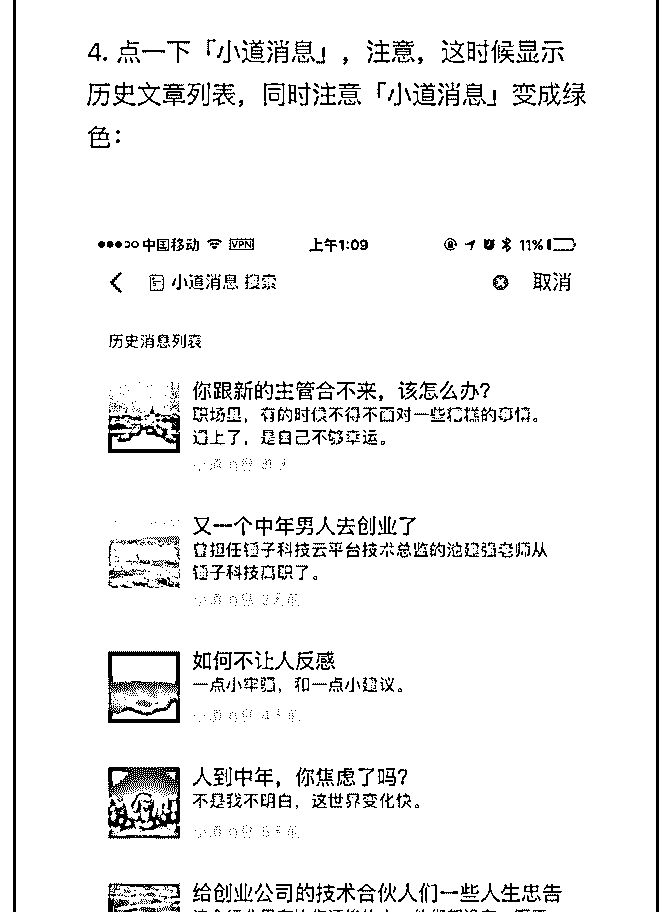 4. 点一下「小道消息」，注意，这时候显示
历史文章列表，同时注意「小道消息」变成绿
色：
中国移动 VPN 上午1:09 11%
小道消息 搜索 取消
历史消息列表
你跟新的主管合不来，该怎么办？
职场里，有的时候不得不面对一些糟糕的事情。
遇上了，是自己不够幸运。
又一个中年男人去创业了
曾担任锤子科技云平台技术总监的池建强老师从
锤子科技离职了。
如何不让人反感
一点小牢骚，和一点小建议。
人到中年，你焦虑了吗？
不是我不明白，这世界变化快。
给创业公司的技术合伙人们一些人生忠告